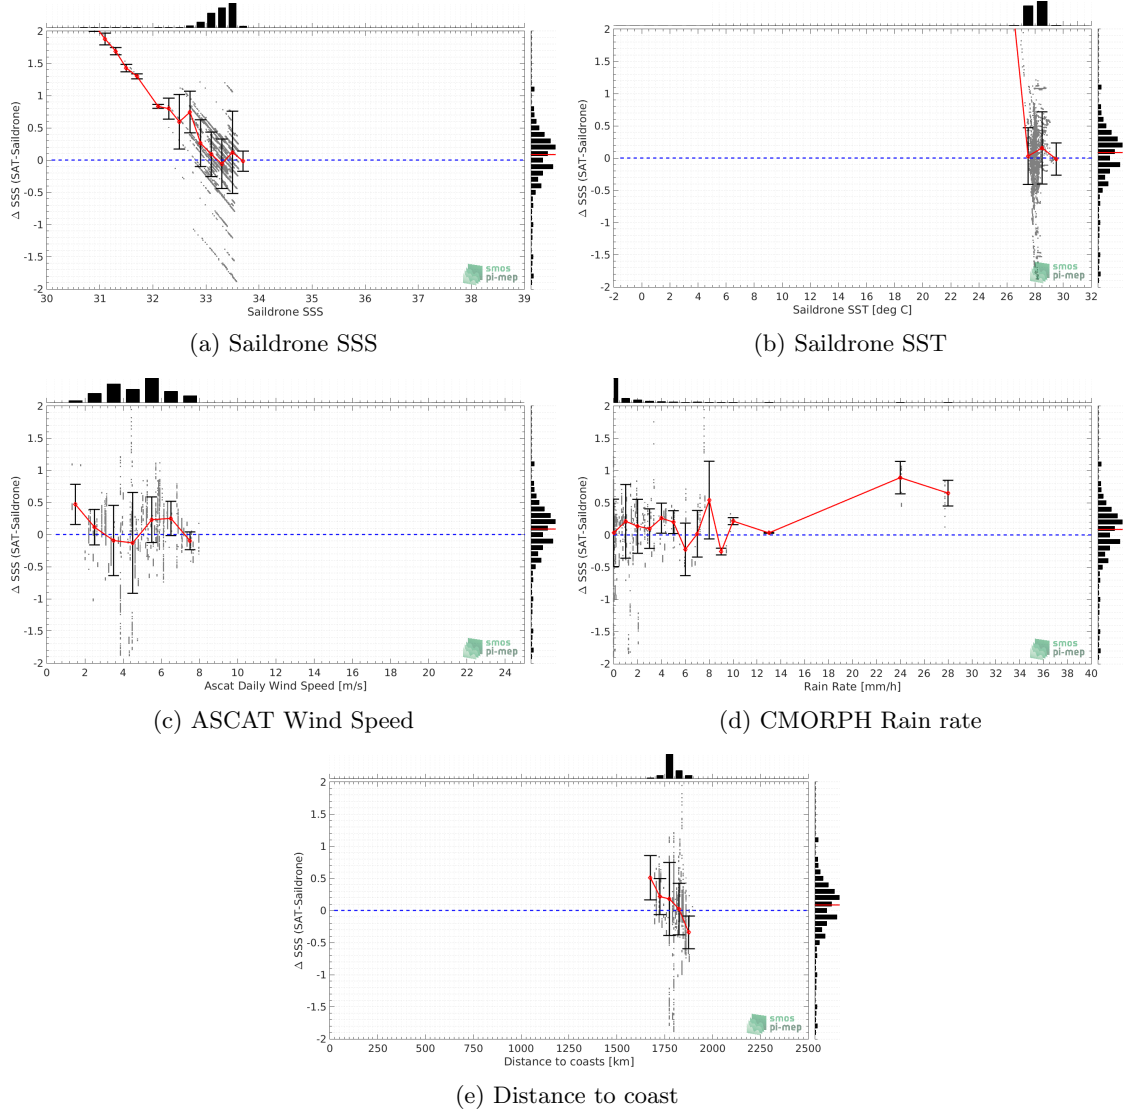 2
1.5
1
0.5
0
-0.5
-1
-1.5
-2
Δ SSS (SAT-Saildrone)
30 31 32 33 34 35 36 37 38 39
Saildrone SSS
smos
pi-mep
(a) Saildrone SSS
2
1.5
1
0.5
0
-0.5
-1
-1.5
-2
Δ SSS (SAT-Saildrone)
-2 0 2 4 6 8 10 12 14 16 18 20 22 24 26 28 30 32
Saildrone SST [deg C]
smos
pi-mep
(b) Saildrone SST
2
1.5
1
0.5
0
-0.5
-1
-1.5
-2
Δ SSS (SAT-Saildrone)
2 4 6 8 10 12 14 16 18 20 22 24
Ascat Daily Wind Speed [m/s]
smos
pi-mep
(c) ASCAT Wind Speed
2
1.5
1
0.5
0
-0.5
-1
-1.5
-2
Δ SSS (SAT-Saildrone)
0 2 4 6 8 10 12 14 16 18 20 22 24 26 28 30 32 34 36 38 40
Rain Rate [mm/h]
smos
pi-mep
(d) CMORPH Rain rate
2
1.5
1
0.5
0
-0.5
-1
-1.5
-2
Δ SSS (SAT-Saildrone)
0 250 500 750 1000 1250 1500 1750 2000 2250 2500
Distance to coasts [km]
smos
pi-mep
(e) Distance to coast